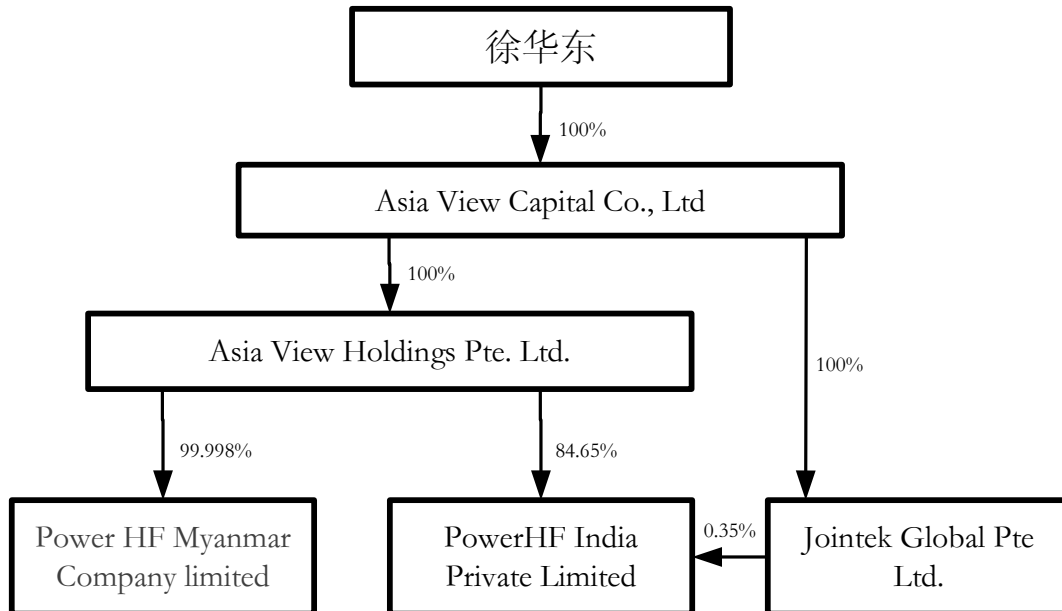 徐华东
100%
Asia View Capital Co., Ltd
100%
Asia View Holdings Pte. Ltd.
100%
99.998%
84.65%
Power HF Myanmar
Company limited
PowerHF India
Private Limited
0.35%
Jointek Global Pte
Ltd.